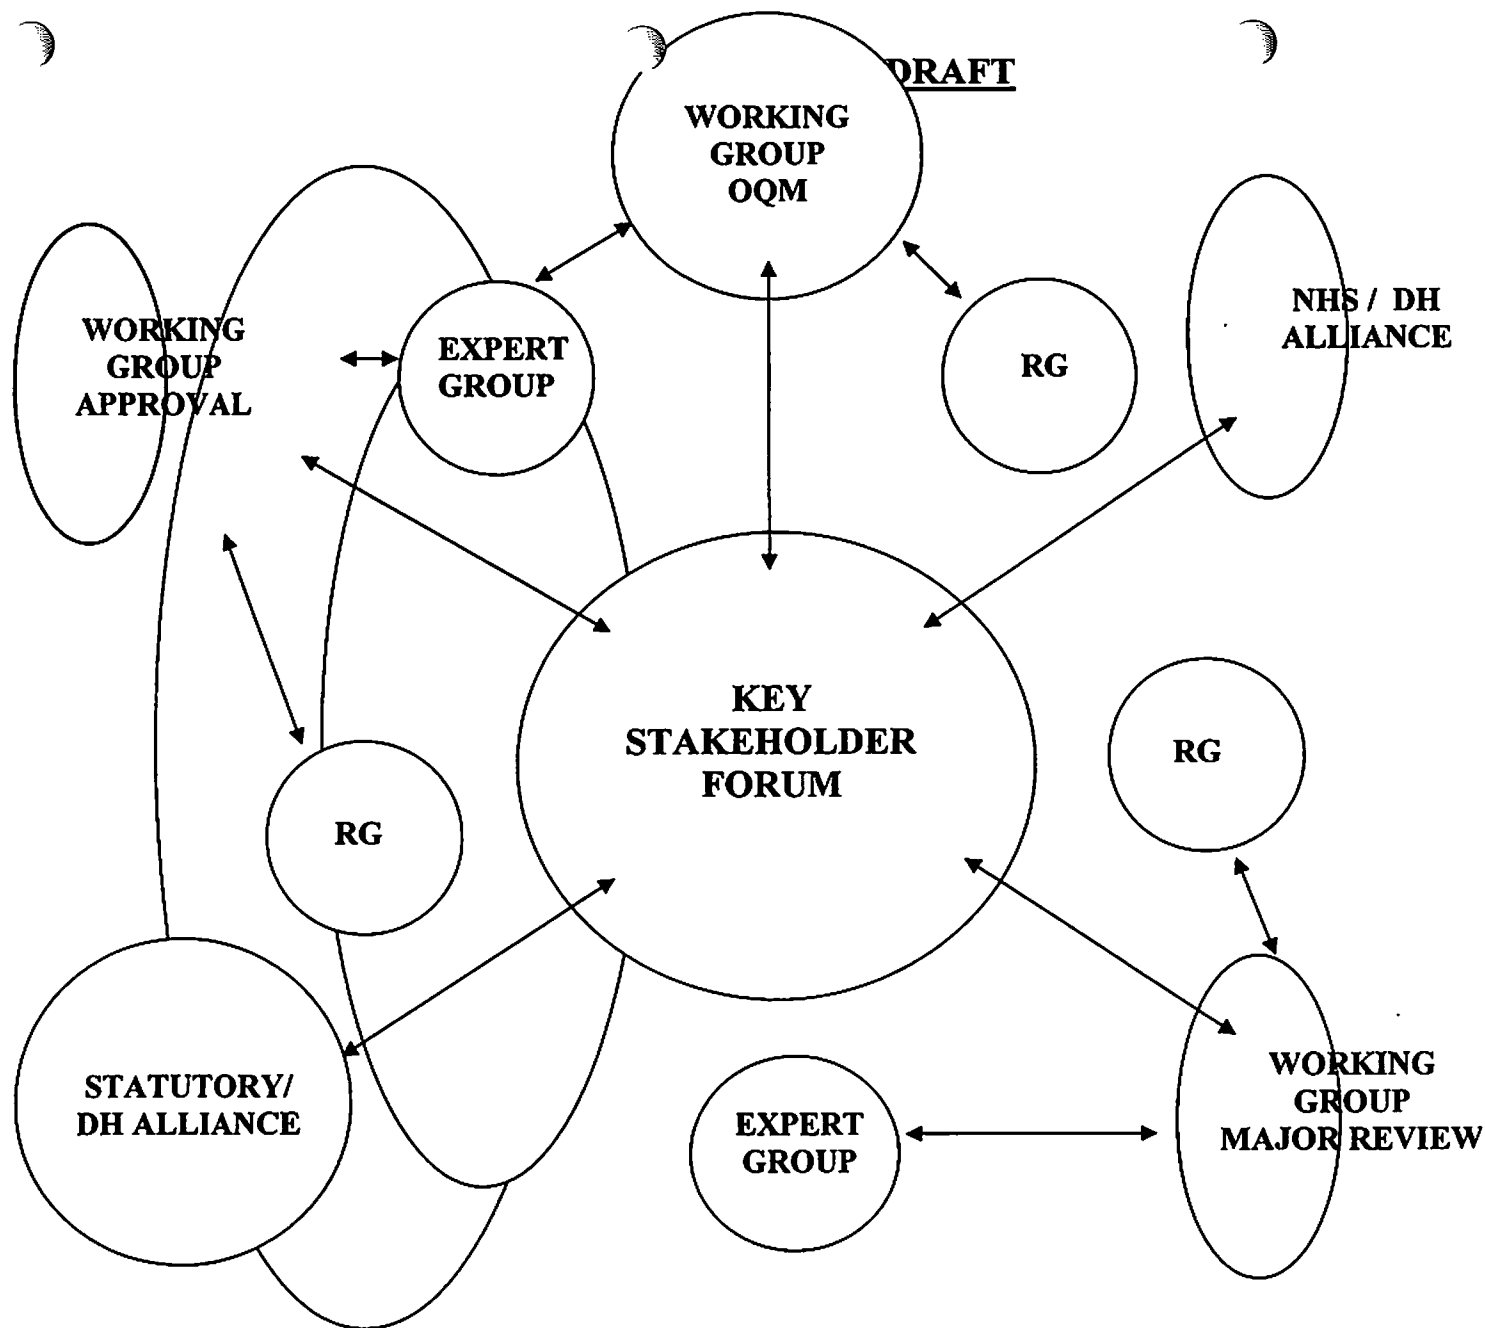 DRAFT
WORKING
GROUP
OQM
WORKING
GROUP
APPROVAL
EXPERT
GROUP
RG
NHS / DH
ALLIANCE
KEY
STAKEHOLDER
FORUM
RG
RG
STATUTORY/
DH ALLIANCE
EXPERT
GROUP
WORKING
GROUP
MAJOR REVIEW